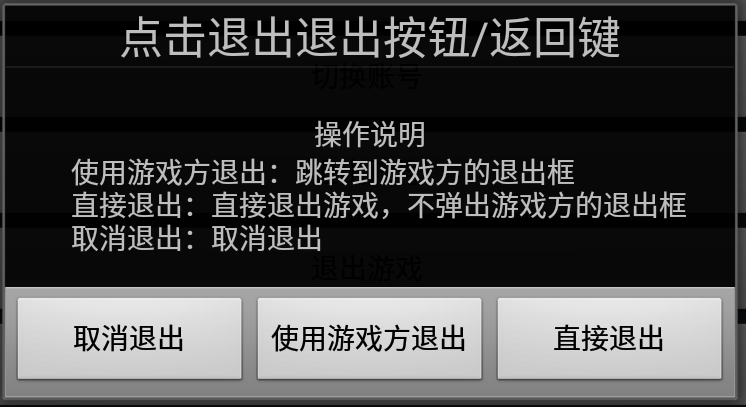 点击退出退出按钮/返回键
切换账号
操作说明
使用游戏方退出：跳转到游戏方的退出框
直接退出：直接退出游戏，不弹出游戏方的退出框
取消退出：取消退出
退出游戏
取消退出
使用游戏方退出
直接退出